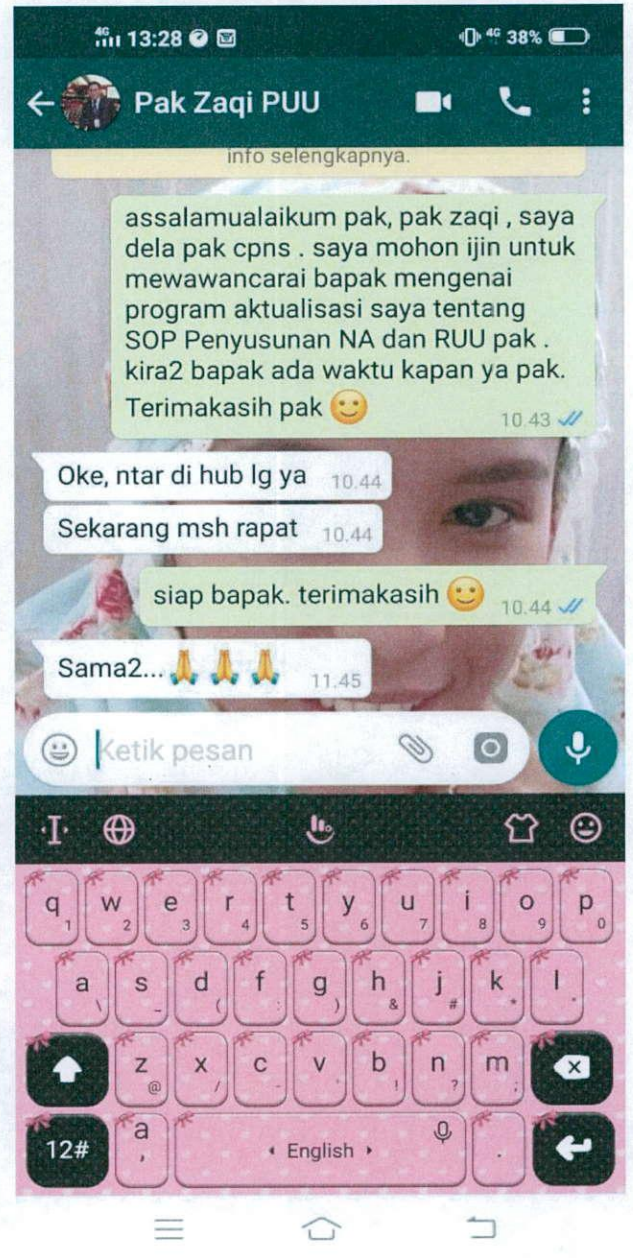 4G 13:28 4G 38%
Pak Zaqi PUU
info selengkapnya.
assalamualaikum pak, pak zaqi , saya
dela pak cpns . saya mohon ijin untuk
mewawancarai bapak mengenai
program aktualisasi saya tentang
SOP Penyusunan NA dan RUU pak .
kira2 bapak ada waktu kapan ya pak.
Terimakasih pak 🙂 10.43
Oke, ntar di hub lg ya 10.44
Sekarang msh rapat 10.44
siap bapak. terimakasih 🙂 10.44
Sama2... 🙏 🙏 🙏 11.45
Ketik pesan
q w e r t y u i o p
1 2 3 4 5 6 7 8 9 0
a s d f g h j k l
\ _ ( : ) & # *
z x c v b n m
@ / - ! ? ;
12# a , English .